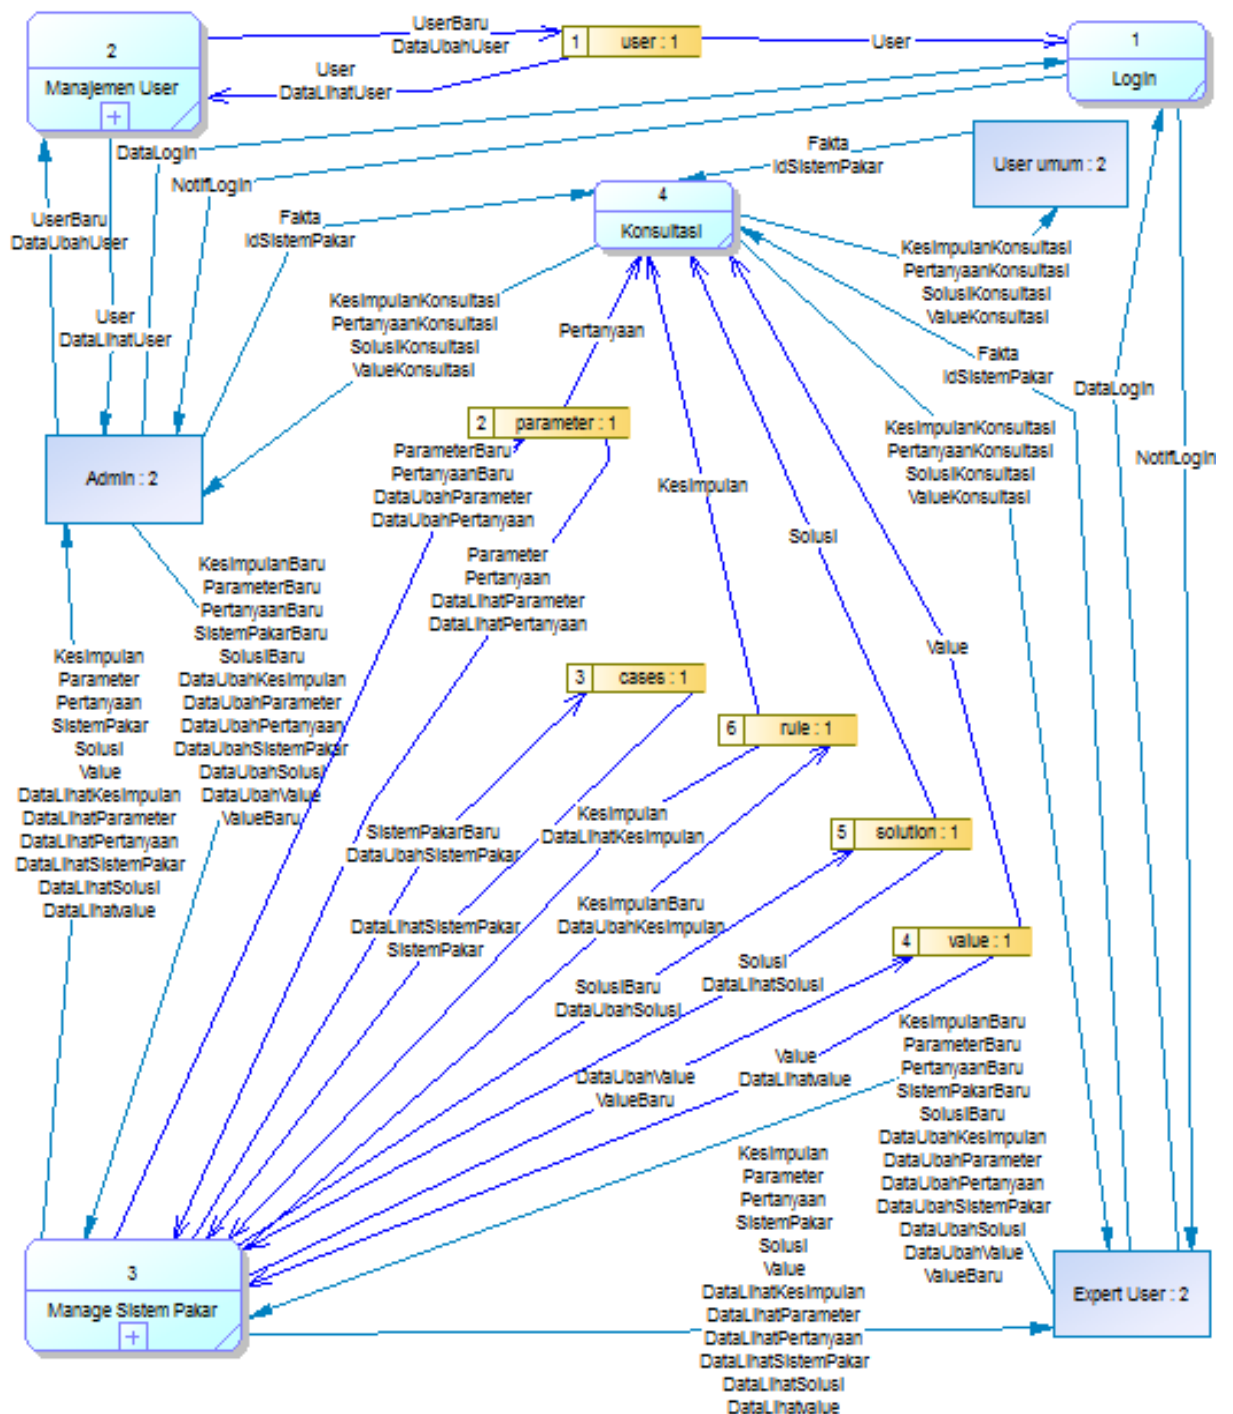 UserBaru
DataUbahUser
1
user : 1
User
1
Login
2
Manajemen User
User
DataLihatUser
DataLogin
NotifLogin
Fakta
IdSistemPakar
User umum : 2
4
Konsultasi
UserBaru
DataUbahUser
Fakta
IdSistemPakar
KesimpulanKonsultasi
PertanyaanKonsultasi
SolusiKonsultasi
ValueKonsultasi
User
DataLihatUser
KesimpulanKonsultasi
PertanyaanKonsultasi
SolusiKonsultasi
ValueKonsultasi
Pertanyaan
Fakta
IdSistemPakar
DataLogin
NotifLogin
2
parameter : 1
KesimpulanKonsultasi
PertanyaanKonsultasi
SolusiKonsultasi
ValueKonsultasi
Admin : 2
ParameterBaru
PertanyaanBaru
DataUbahParameter
DataUbahPertanyaan
Kesimpulan
Solusi
Parameter
Pertanyaan
DataLihatParameter
DataLihatPertanyaan
KesimpulanBaru
ParameterBaru
PertanyaanBaru
SistemPakarBaru
SolusiBaru
DataUbahKesimpulan
DataUbahParameter
DataUbahPertanyaan
DataUbahSistemPakar
DataUbahSolusi
DataUbahValue
ValueBaru
Kesimpulan
Parameter
Pertanyaan
SistemPakar
Solusi
Value
DataLihatKesimpulan
DataLihatParameter
DataLihatPertanyaan
DataLihatSistemPakar
DataLihatSolusi
DataLihatvalue
Value
3
cases : 1
6
rule : 1
Kesimpulan
DataLihatKesimpulan
SistemPakarBaru
DataUbahSistemPakar
5
solution : 1
KesimpulanBaru
DataUbahKesimpulan
DataLihatSistemPakar
SistemPakar
4
value : 1
Solusi
DataLihatSolusi
SolusiBaru
DataUbahSolusi
Value
DataLihatvalue
DataUbahValue
ValueBaru
KesimpulanBaru
ParameterBaru
PertanyaanBaru
SistemPakarBaru
SolusiBaru
DataUbahKesimpulan
DataUbahParameter
DataUbahPertanyaan
DataUbahSistemPakar
DataUbahSolusi
DataUbahValue
ValueBaru
Kesimpulan
Parameter
Pertanyaan
SistemPakar
Solusi
Value
DataLihatKesimpulan
DataLihatParameter
DataLihatPertanyaan
DataLihatSistemPakar
DataLihatSolusi
DataLihatvalue
3
Manage Sistem Pakar
Expert User : 2